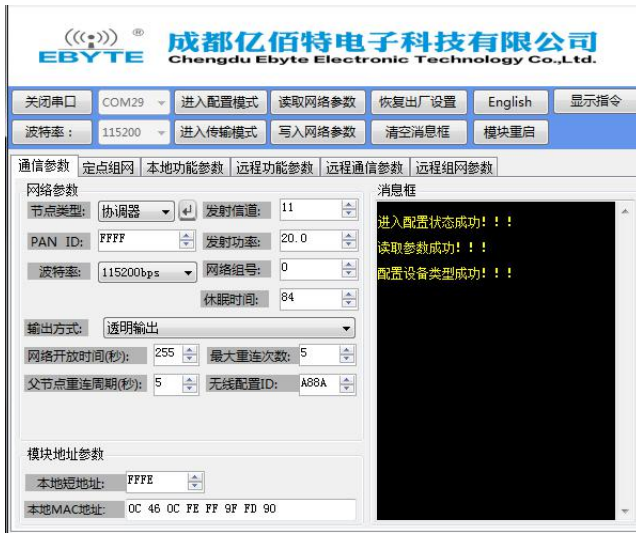 ((●)) ®
EBYTE
成都亿佰特电子科技有限公司
Chengdu Ebyte Electronic Technology Co.,Ltd.
关闭串口 COM29 进入配置模式 读取网络参数 恢复出厂设置 English 显示指令
波特率： 115200 进入传输模式 写入网络参数 清空消息框 模块重启
通信参数 定点组网 本地功能参数 远程功能参数 远程通信参数 远程组网参数
网络参数 消息框
节点类型: 协调器 发射信道: 11
PAN ID: FFFF 发射功率: 20.0
波特率: 115200bps 网络组号: 0
休眠时间: 84
输出方式: 透明输出
网络开放时间(秒): 255 最大重连次数: 5
父节点重连周期(秒): 5 无线配置ID: A88A
进入配置状态成功！！！
读取参数成功！！！
配置设备类型成功！！！
模块地址参数
本地短地址: FFFE
本地MAC地址: 0C 46 0C FE FF 9F FD 90